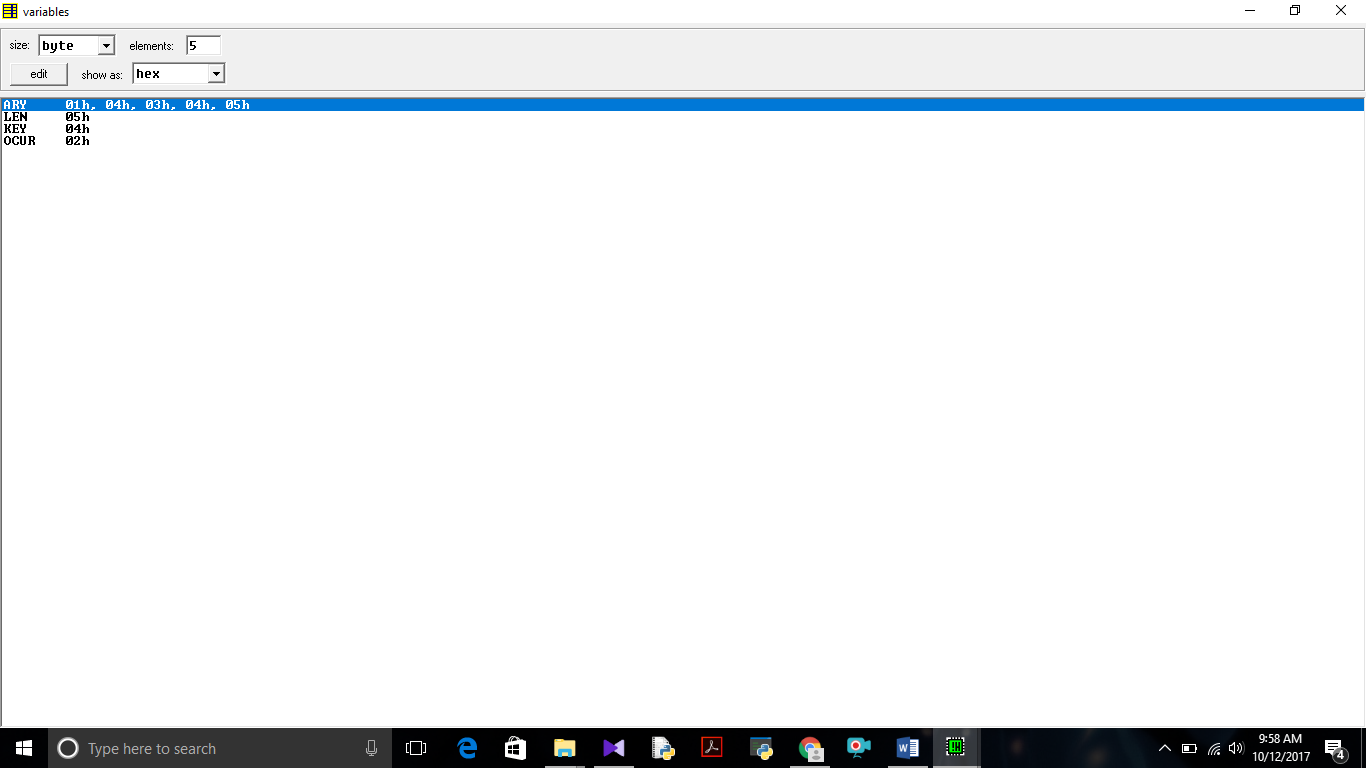 variables
size: byte elements: 5
edit show as: hex
ARY 01h, 04h, 03h, 04h, 05h
LEN 05h
KEY 04h
OCUR 02h
Type here to search
9:58 AM
10/12/2017
4